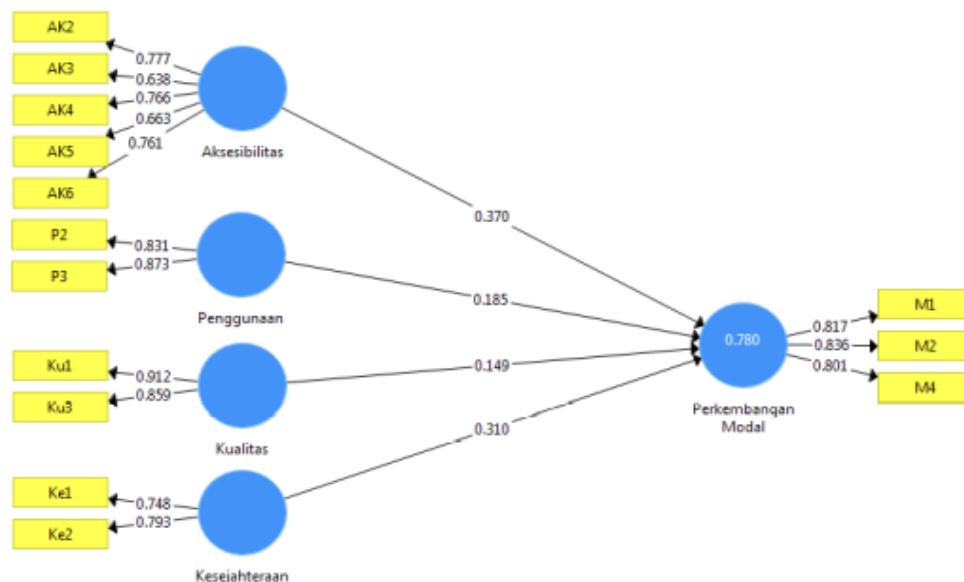 AK2
0.777
AK3
0.638
AK4
0.766
0.663
AK5
0.761
Aksesibilitas
AK6
0.370
P2
0.831
P3
0.873
0.185
Penggunaan
M1
0.817
0.780
0.836
M2
0.801
M4
Ku1
0.912
0.149
Ku3
0.859
Perkembangan
Modal
Kualitas
0.310
Ke1
0.748
Ke2
0.793
Kesejahteraan